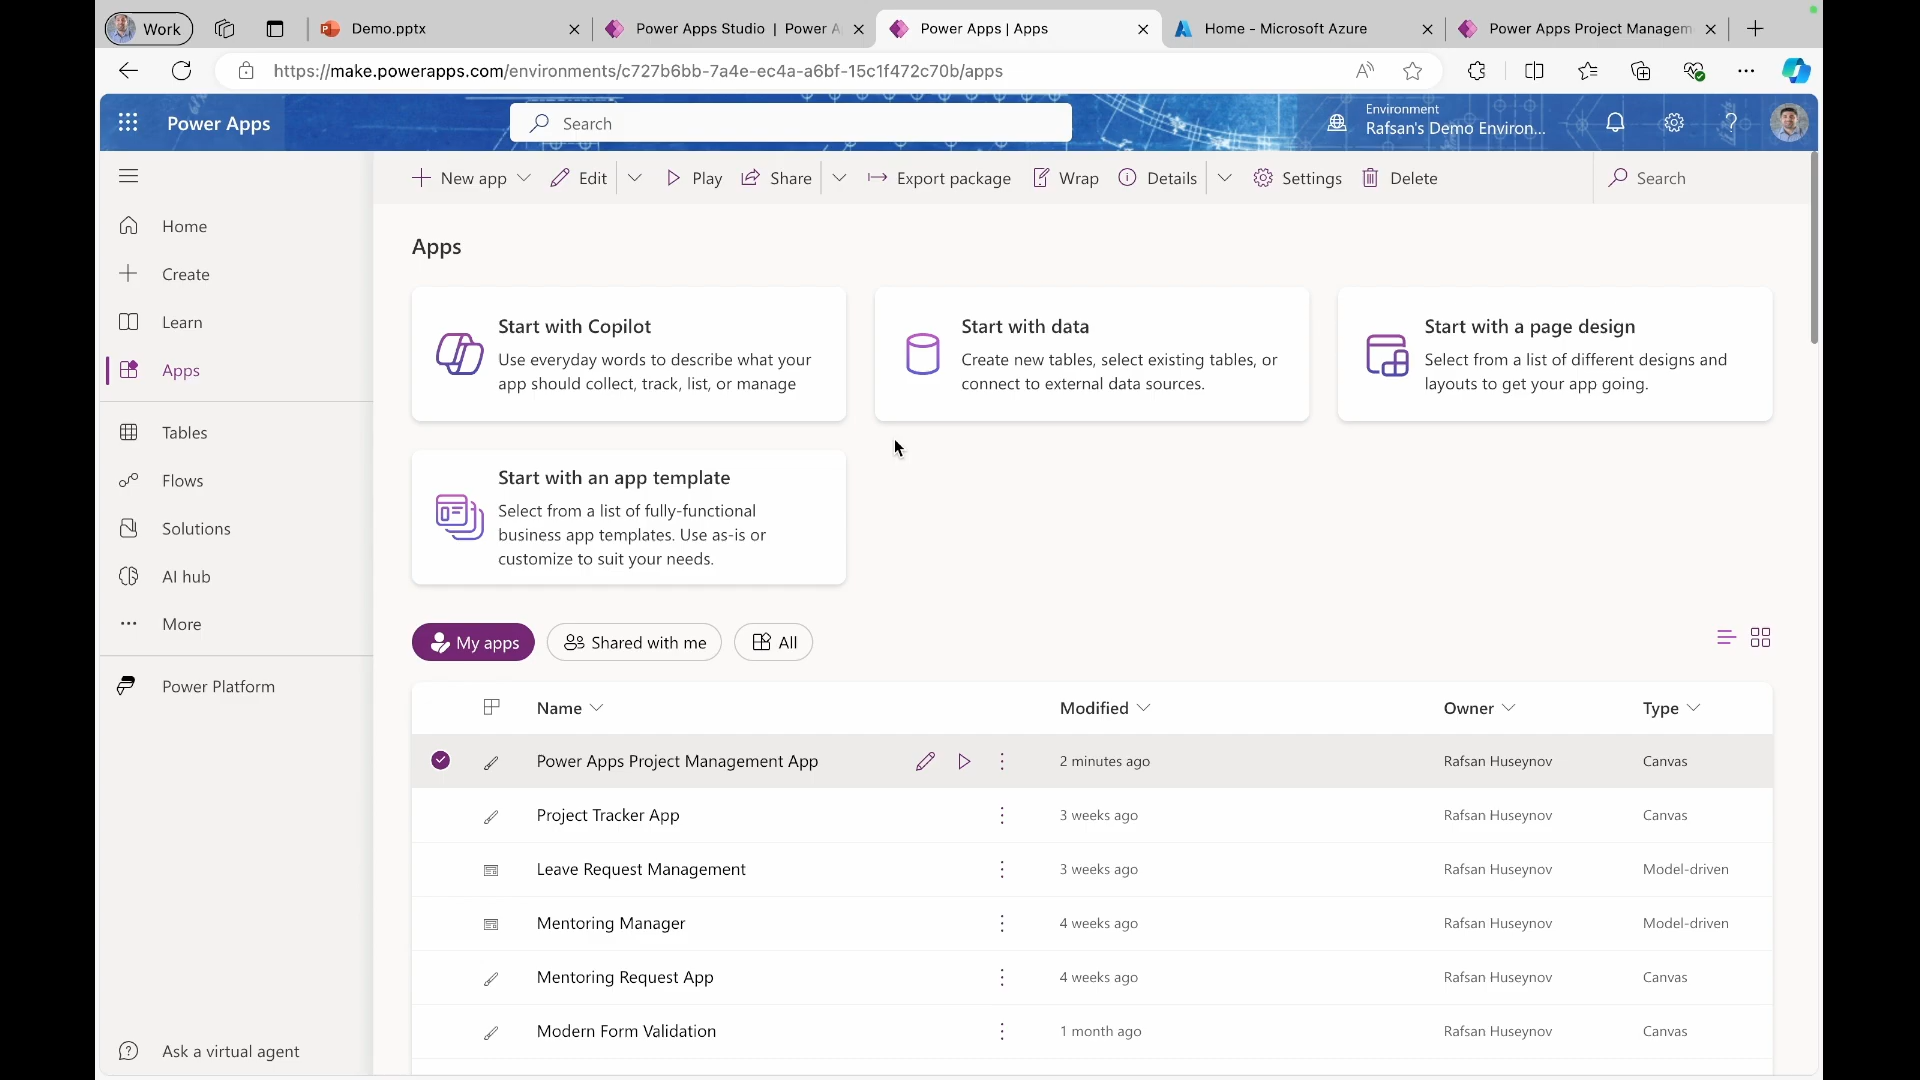 Work
Demo.pptx
Power Apps Studio | Power A
Power Apps | Apps
Home - Microsoft Azure
Power Apps Project Managem
https://make.powerapps.com/environments/c727b6bb-7a4e-ec4a-a6bf-15c1f472c70b/apps
Power Apps
Search
Environment
Rafsan's Demo Environ...
New app
Edit
Play
Share
Export package
Wrap
Details
Settings
Delete
Search
Home
Create
Learn
Apps
Tables
Flows
Solutions
AI hub
More
Power Platform
Ask a virtual agent
Apps
Start with Copilot
Use everyday words to describe what your
app should collect, track, list, or manage
Start with data
Create new tables, select existing tables, or
connect to external data sources.
Start with a page design
Select from a list of different designs and
layouts to get your app going.
Start with an app template
Select from a list of fully-functional
business app templates. Use as-is or
customize to suit your needs.
My apps
Shared with me
All
Name Modified Owner Type
Power Apps Project Management App 2 minutes ago Rafsan Huseynov Canvas
Project Tracker App 3 weeks ago Rafsan Huseynov Canvas
Leave Request Management 3 weeks ago Rafsan Huseynov Model-driven
Mentoring Manager 4 weeks ago Rafsan Huseynov Model-driven
Mentoring Request App 4 weeks ago Rafsan Huseynov Canvas
Modern Form Validation 1 month ago Rafsan Huseynov Canvas